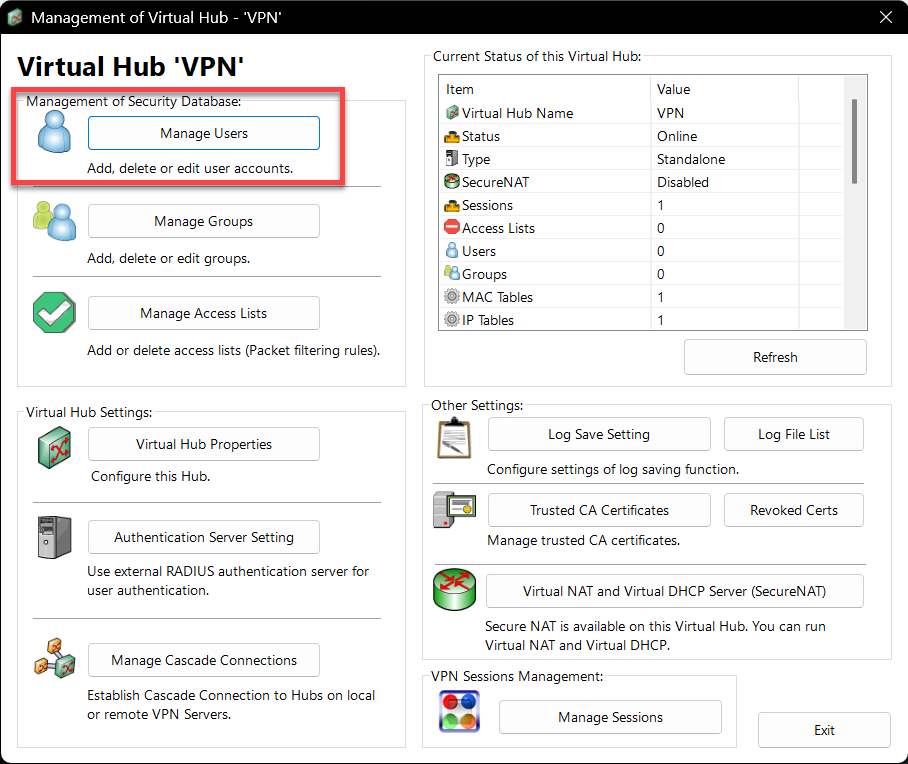 Management of Virtual Hub - 'VPN'
Virtual Hub 'VPN'
Management of Security Database:
Manage Users
Add, delete or edit user accounts.
Manage Groups
Add, delete or edit groups.
Manage Access Lists
Add or delete access lists (Packet filtering rules).
Current Status of this Virtual Hub:
Item Value
Virtual Hub Name VPN
Status Online
Type Standalone
SecureNAT Disabled
Sessions 1
Access Lists 0
Users 0
Groups 0
MAC Tables 1
IP Tables 1
Refresh
Virtual Hub Settings:
Virtual Hub Properties
Configure this Hub.
Authentication Server Setting
Use external RADIUS authentication server for
user authentication.
Manage Cascade Connections
Establish Cascade Connection to Hubs on local
or remote VPN Servers.
Other Settings:
Log Save Setting Log File List
Configure settings of log saving function.
Trusted CA Certificates Revoked Certs
Manage trusted CA certificates.
Virtual NAT and Virtual DHCP Server (SecureNAT)
Secure NAT is available on this Virtual Hub. You can run
Virtual NAT and Virtual DHCP.
VPN Sessions Management:
Manage Sessions
Exit